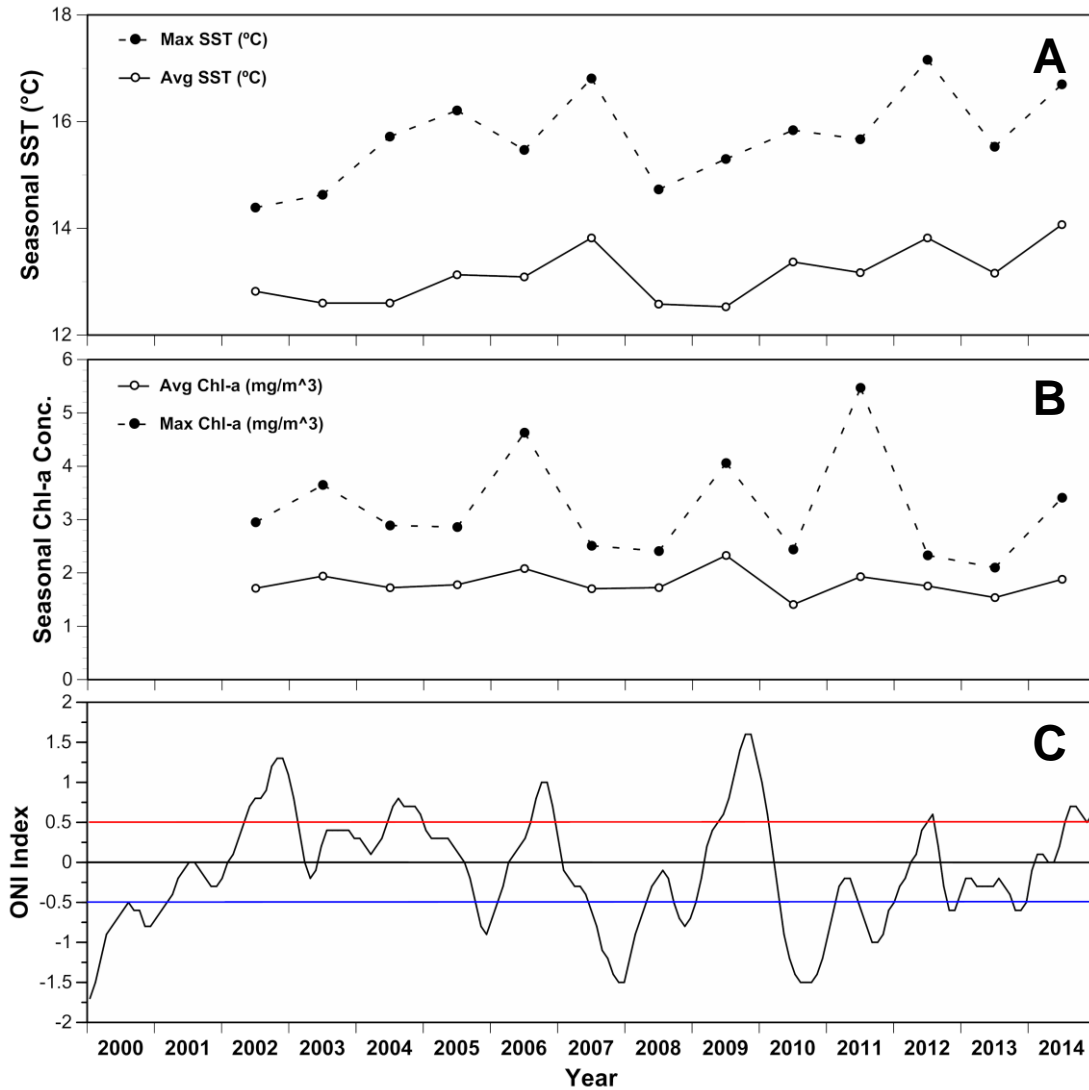 18
16
14
12
Seasonal SST (°C)
Max SST (ºC)
Avg SST (ºC)
A
6
5
4
3
2
1
0
Seasonal Chl-a Conc.
Avg Chl-a (mg/m^3)
Max Chl-a (mg/m^3)
B
2
1.5
1
0.5
0
-0.5
-1
-1.5
-2
ONI Index
C
2000 2001 2002 2003 2004 2005 2006 2007 2008 2009 2010 2011 2012 2013 2014
Year